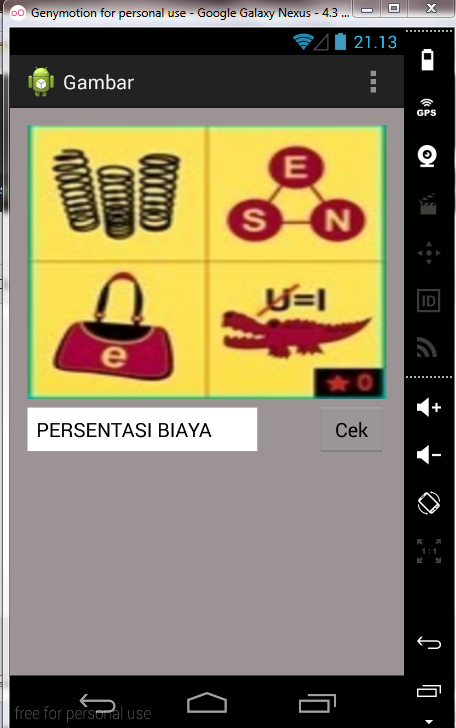 Genymotion for personal use - Google Galaxy Nexus - 4.3 ...
21.13
Gambar
GPS
E
S N
U=I
e
0
ID
PERSENTASI BIAYA
Cek
1:1
free for personal use